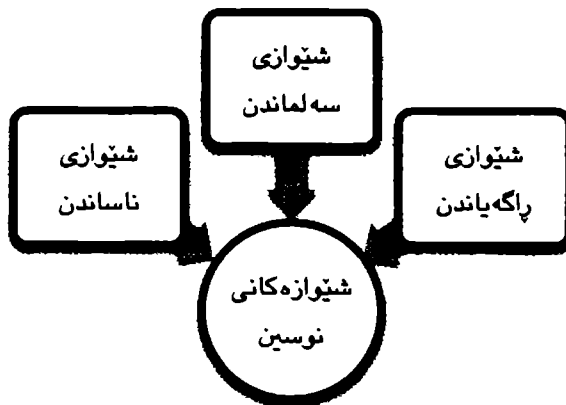 شێوازی
سەلماندن
شێوازی
ڕاگەیاندن
شێوازی
ناساندن
شێوازەکانی
نوسین